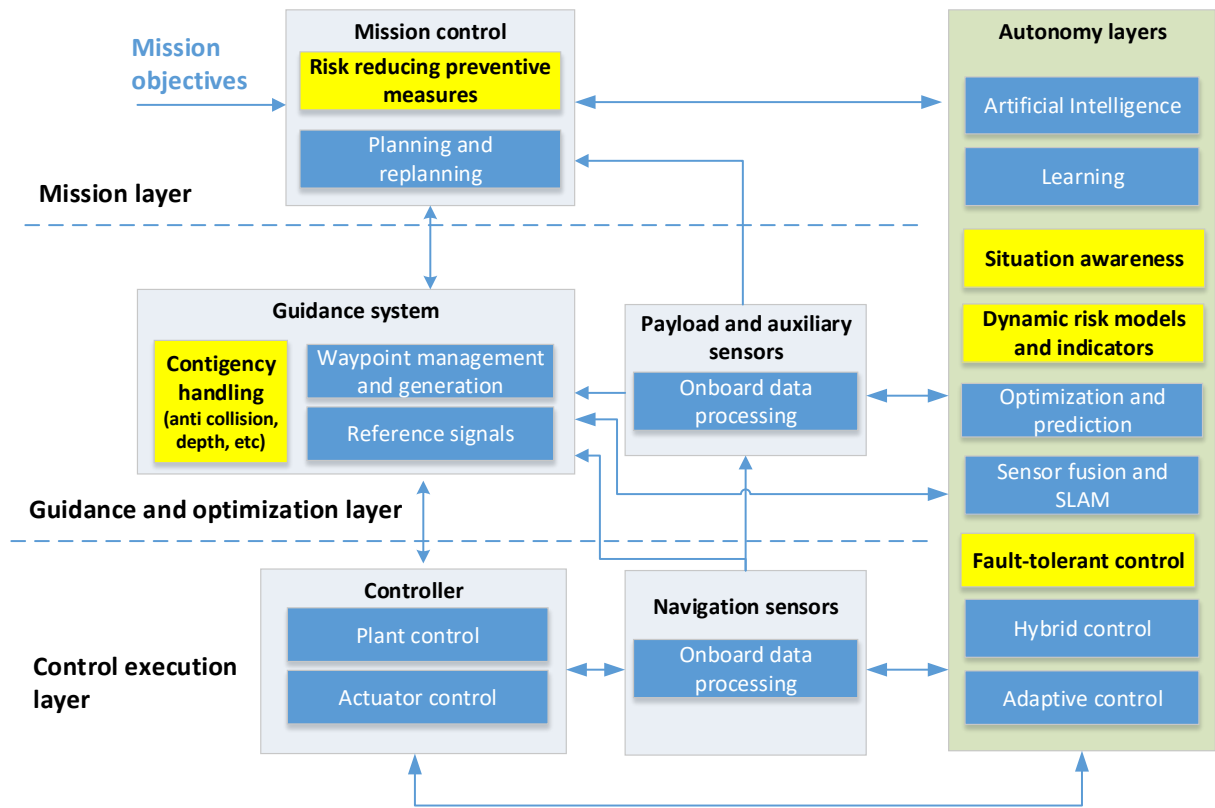 Mission control
Autonomy layers
Mission
objectives
Risk reducing preventive
measures
Artificial Intelligence
Planning and
replanning
Learning
Mission layer
Situation awareness
Guidance system
Payload and auxiliary
sensors
Dynamic risk models
and indicators
Contigency
handling
(anti collision,
depth, etc)
Waypoint management
and generation
Reference signals
Onboard data
processing
Optimization and
prediction
Sensor fusion and
SLAM
Guidance and optimization layer
Fault-tolerant control
Controller
Navigation sensors
Plant control
Actuator control
Onboard data
processing
Hybrid control
Adaptive control
Control execution
layer